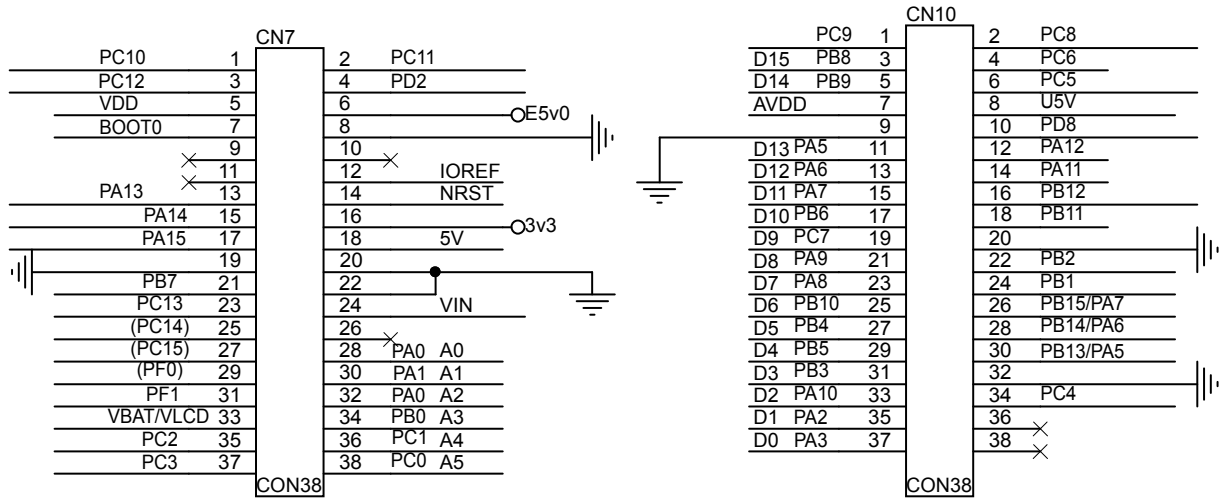 CN7
PC10 1 2 PC11
PC12 3 4 PD2
VDD 5 6 E5v0
BOOT0 7 8
9 10
11 12 IOREF
PA13 13 14 NRST
PA14 15 16 3v3
PA15 17 18 5V
19 20
PB7 21 22
PC13 23 24 VIN
(PC14) 25 26
(PC15) 27 28 PA0 A0
(PF0) 29 30 PA1 A1
PF1 31 32 PA0 A2
VBAT/VLCD 33 34 PB0 A3
PC2 35 36 PC1 A4
PC3 37 38 PC0 A5
CON38
CN10
PC9 1 2 PC8
D15 PB8 3 4 PC6
D14 PB9 5 6 PC5
AVDD 7 8 U5V
9 10 PD8
D13 PA5 11 12 PA12
D12 PA6 13 14 PA11
D11 PA7 15 16 PB12
D10 PB6 17 18 PB11
D9 PC7 19 20
D8 PA9 21 22 PB2
D7 PA8 23 24 PB1
D6 PB10 25 26 PB15/PA7
D5 PB4 27 28 PB14/PA6
D4 PB5 29 30 PB13/PA5
D3 PB3 31 32
D2 PA10 33 34 PC4
D1 PA2 35 36
D0 PA3 37 38
CON38